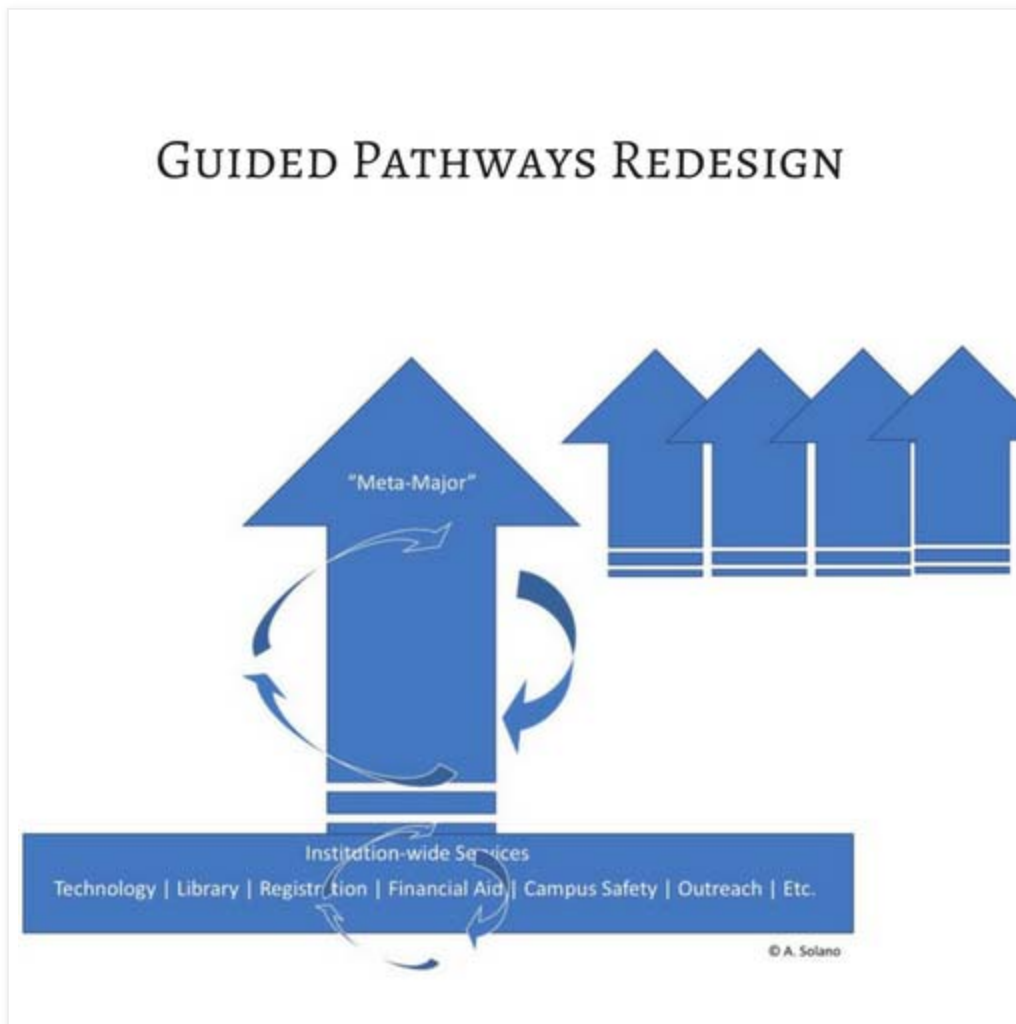 GUIDED PATHWAYS REDESIGN
"Meta-Major"
Institution-wide Services
Technology | Library | Registration | Financial Aid | Campus Safety | Outreach | Etc.
© A. Solano